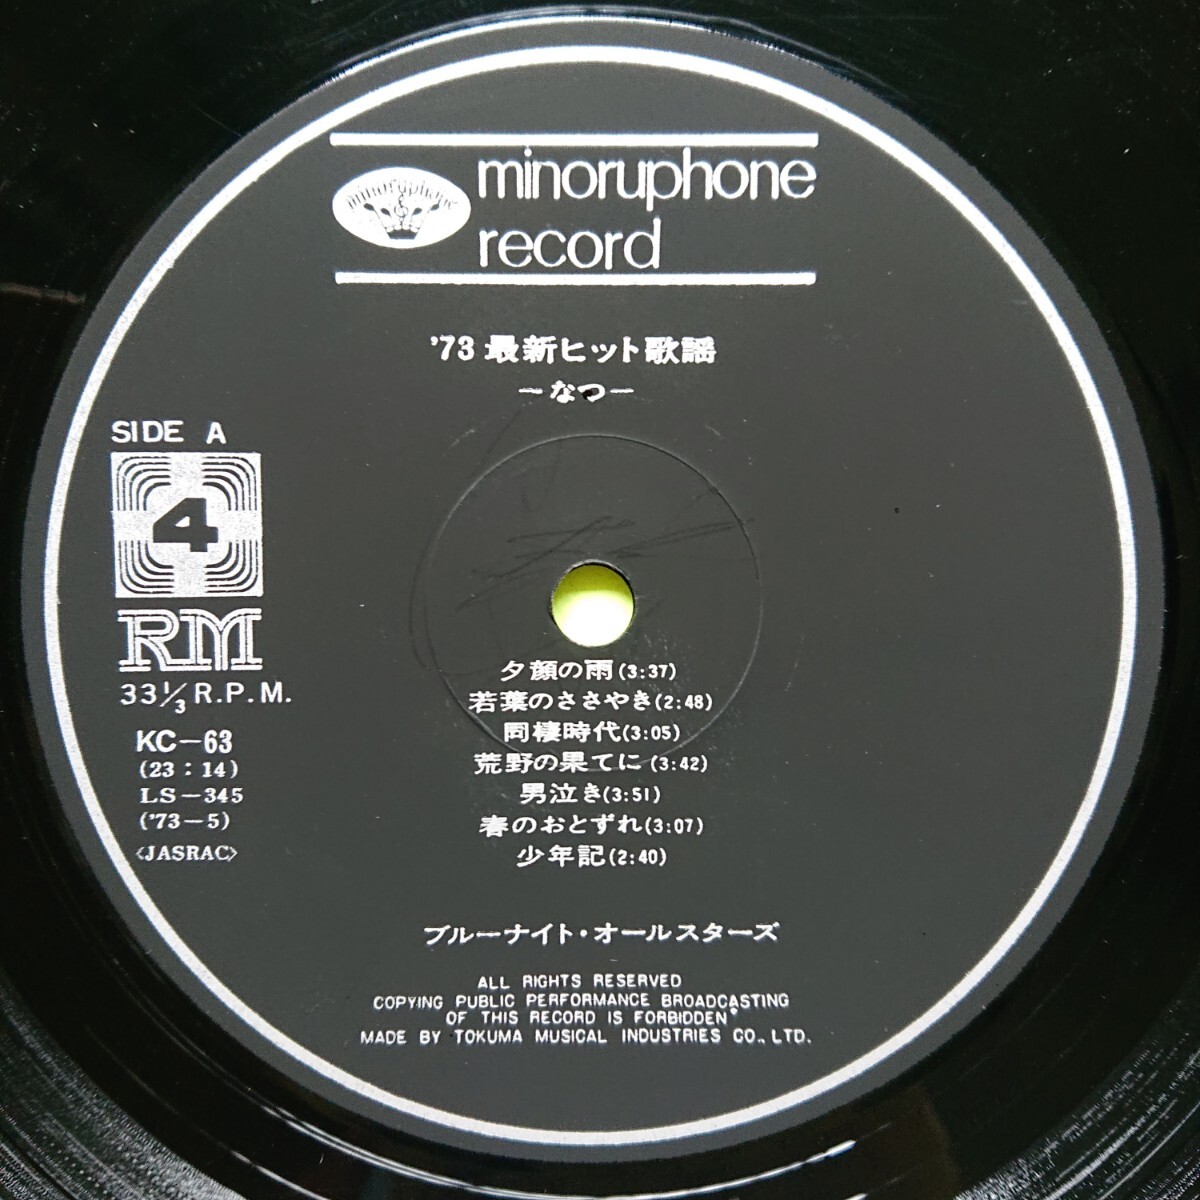 minoruphone
minoruphone
record
'73 最新ヒット歌謡
－なつ－
SIDE A
4
RM
33 1/3 R.P.M.
KC－63
(23：14)
LS－345
('73－5)
〈JASRAC〉
夕顔の雨(3:37)
若葉のささやき(2:48)
同棲時代(3:05)
荒野の果てに(3:42)
男泣き(3:51)
春のおとずれ(3:07)
少年記(2:40)
ブルーナイト・オールスターズ
ALL RIGHTS RESERVED
COPYING PUBLIC PERFORMANCE BROADCASTING
OF THIS RECORD IS FORBIDDEN
MADE BY TOKUMA MUSICAL INDUSTRIES CO., LTD.